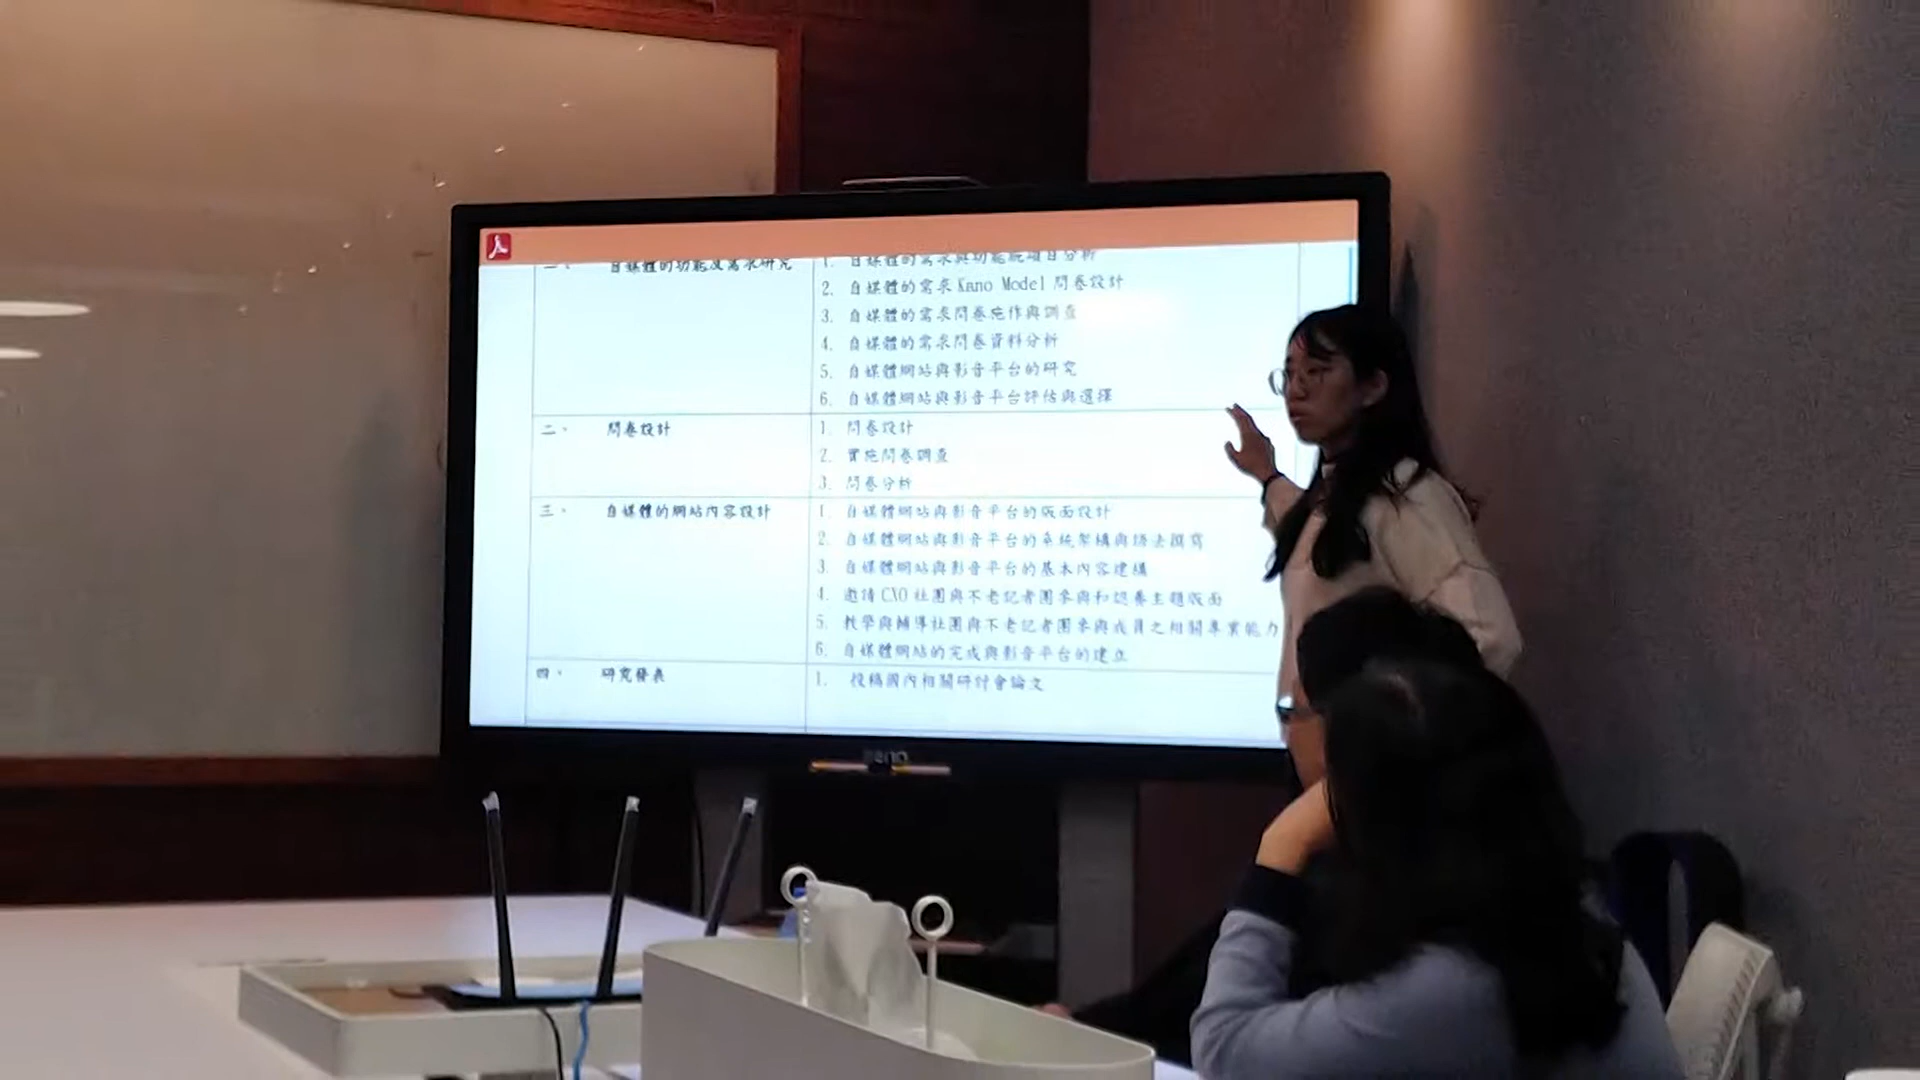 自媒體的功能及需求研究
1. 自媒體的需求與功能脫項目分析
2. 自媒體的需求 Kano Model 問卷設計
3. 自媒體的需求問卷施作與調查
4. 自媒體的需求問卷資料分析
5. 自媒體網站與影音平台的研究
6. 自媒體網站與影音平台評估與選擇
二、 問卷設計
1. 問卷設計
2. 實施問卷調查
3. 問卷分析
三、 自媒體的網站內容設計
1. 自媒體網站與影音平台的版面設計
2. 自媒體網站與影音平台的系統架構與語法撰寫
3. 自媒體網站與影音平台的基本內容建構
4. 邀請 CXO 社團與不老記者團參與和認養主題版面
5. 教學與輔導社團與不老記者團參與成員之相關專業能力
6. 自媒體網站的完成與影音平台的建立
四、 研究發表
1. 投稿國內相關研討會論文